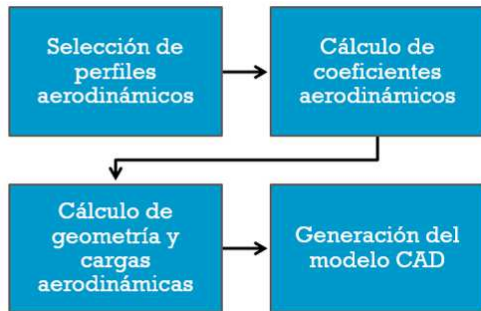 Selección de
perfiles
aerodinámicos
Cálculo de
coeficientes
aerodinámicos
Cálculo de
geometría y
cargas
aerodinámicas
Generación del
modelo CAD